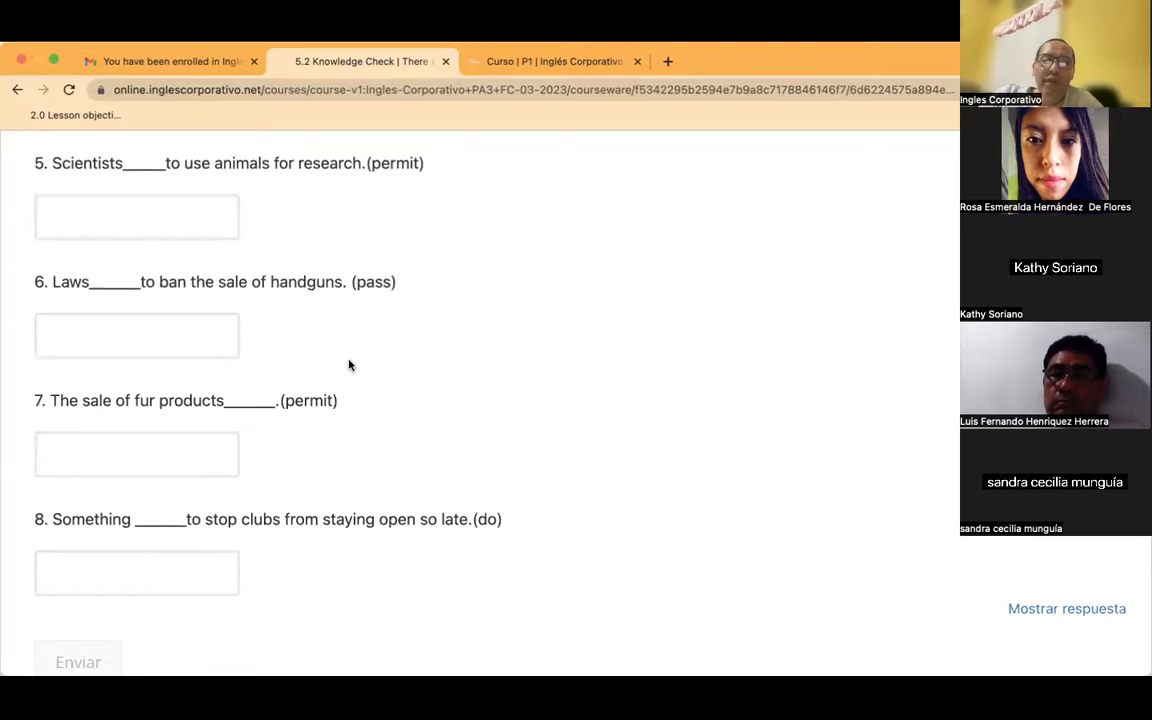 You have been enrolled in Ingle
5.2 Knowledge Check | There
Curso | P1 | Inglés Corporativo
online.inglescorporativo.net/courses/course-v1:Ingles-Corporativo+PA3+FC-03-2023/courseware/f5342295b2594e7b9a8c7178846146f7/6d6224575a894e...
2.0 Lesson objecti...
5. Scientists_____to use animals for research.(permit)
6. Laws______to ban the sale of handguns. (pass)
7. The sale of fur products______.(permit)
8. Something ______to stop clubs from staying open so late.(do)
Mostrar respuesta
Enviar
Ingles Corporativo
Rosa Esmeralda Hernández De Flores
Kathy Soriano
Kathy Soriano
Luis Fernando Henriquez Herrera
sandra cecilia munguía
sandra cecilia munguía